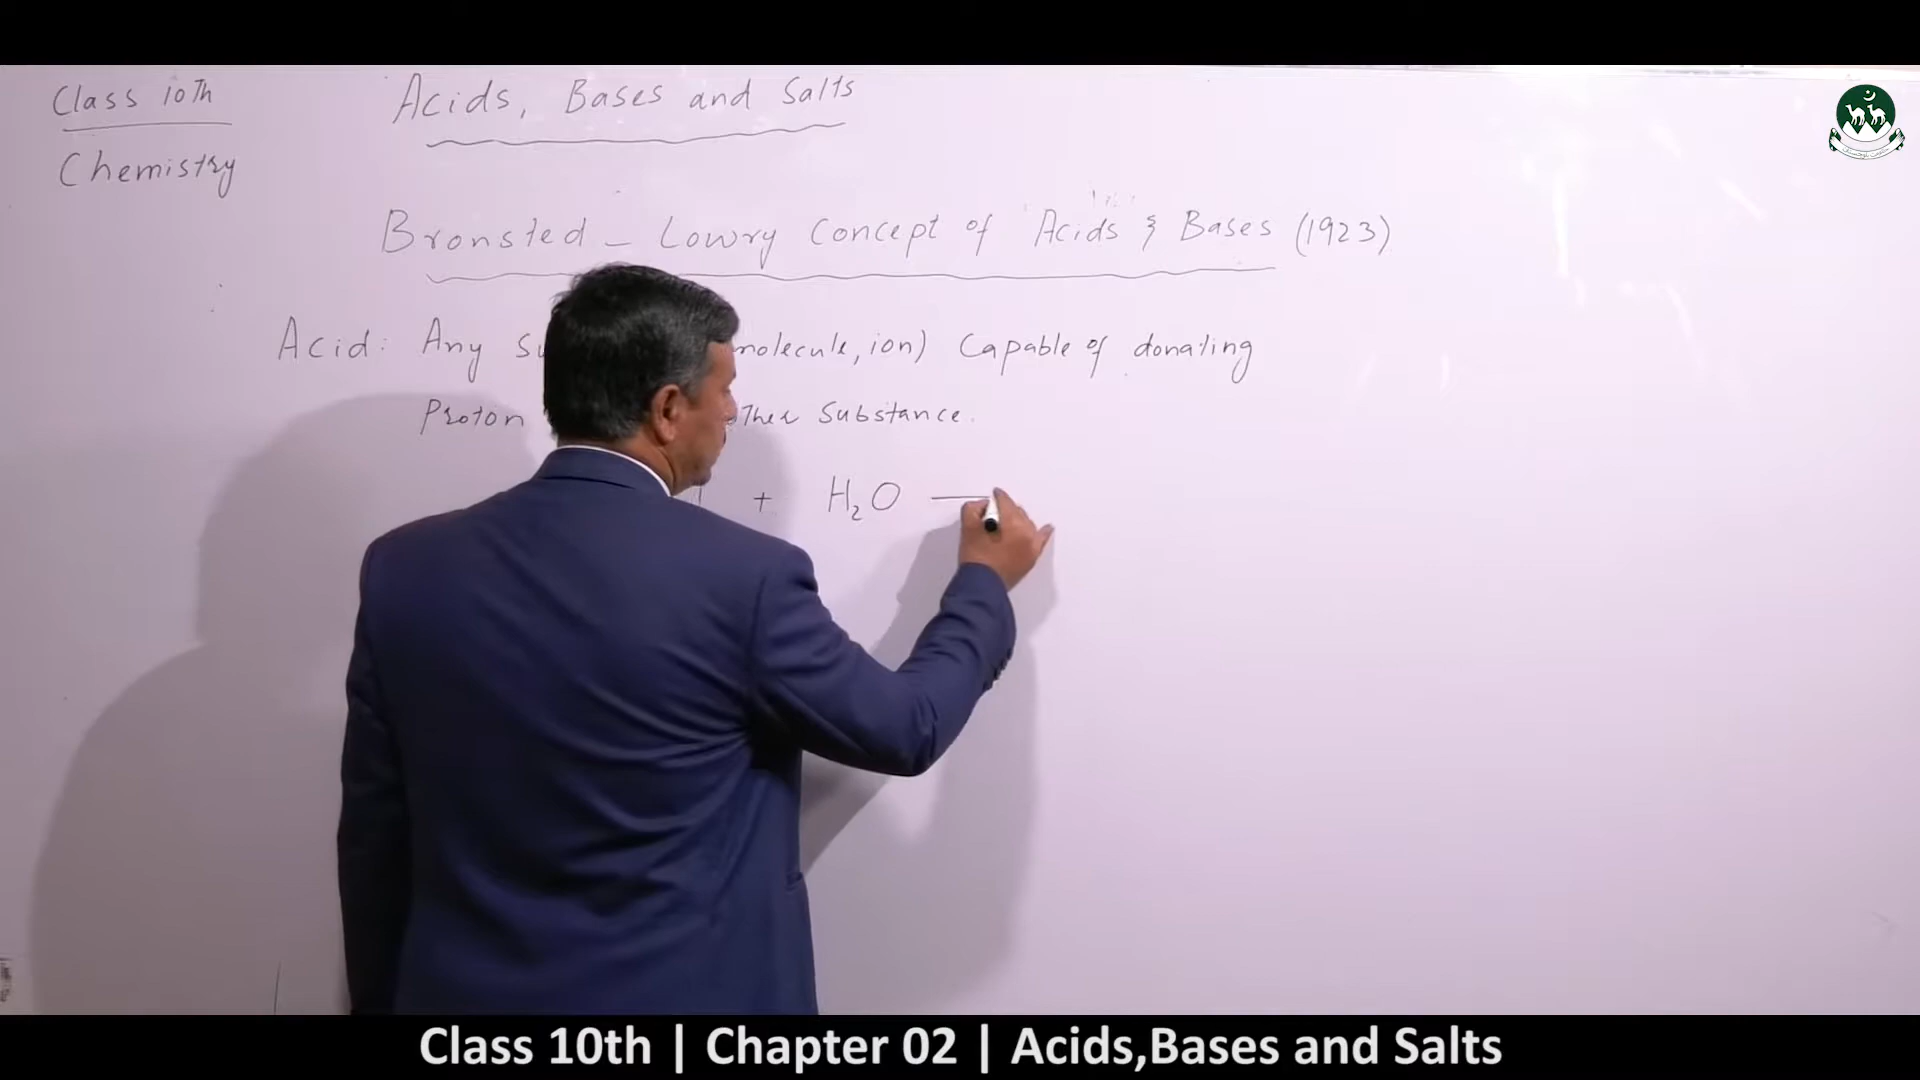 Class 10Th
Acids, Bases and Salts
Chemistry
Bronsted – Lowry Concept of Acids & Bases (1923)
Acid: Any molecule, ion) Capable of donating
Proton Substance.
+ H₂O —
Class 10th | Chapter 02 | Acids,Bases and Salts